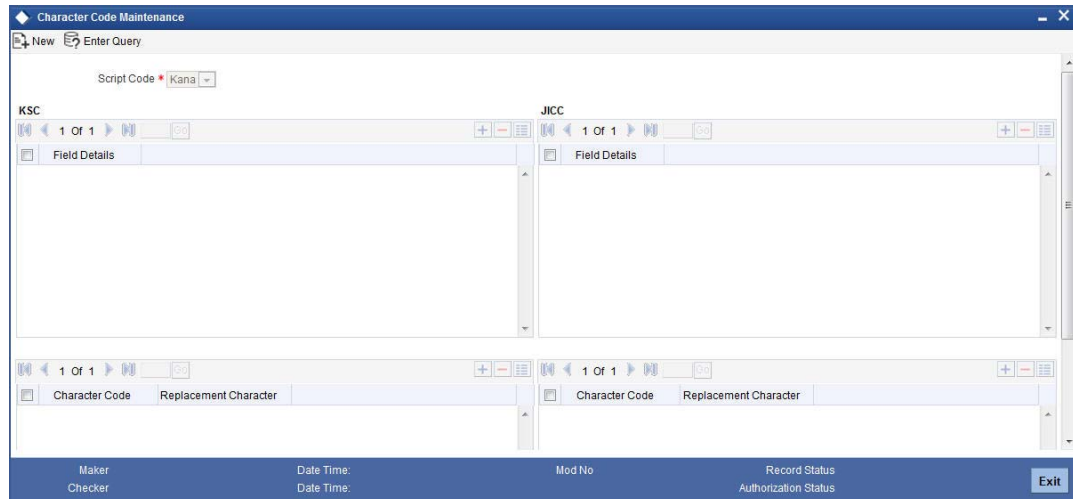 Character Code Maintenance
New Enter Query
Script Code * Kana
KSC
1 Of 1 Go
Field Details
JICC
1 Of 1 Go
Field Details
1 Of 1 Go
Character Code Replacement Character
1 Of 1 Go
Character Code Replacement Character
Maker Date Time: Mod No Record Status
Checker Date Time: Authorization Status
Exit